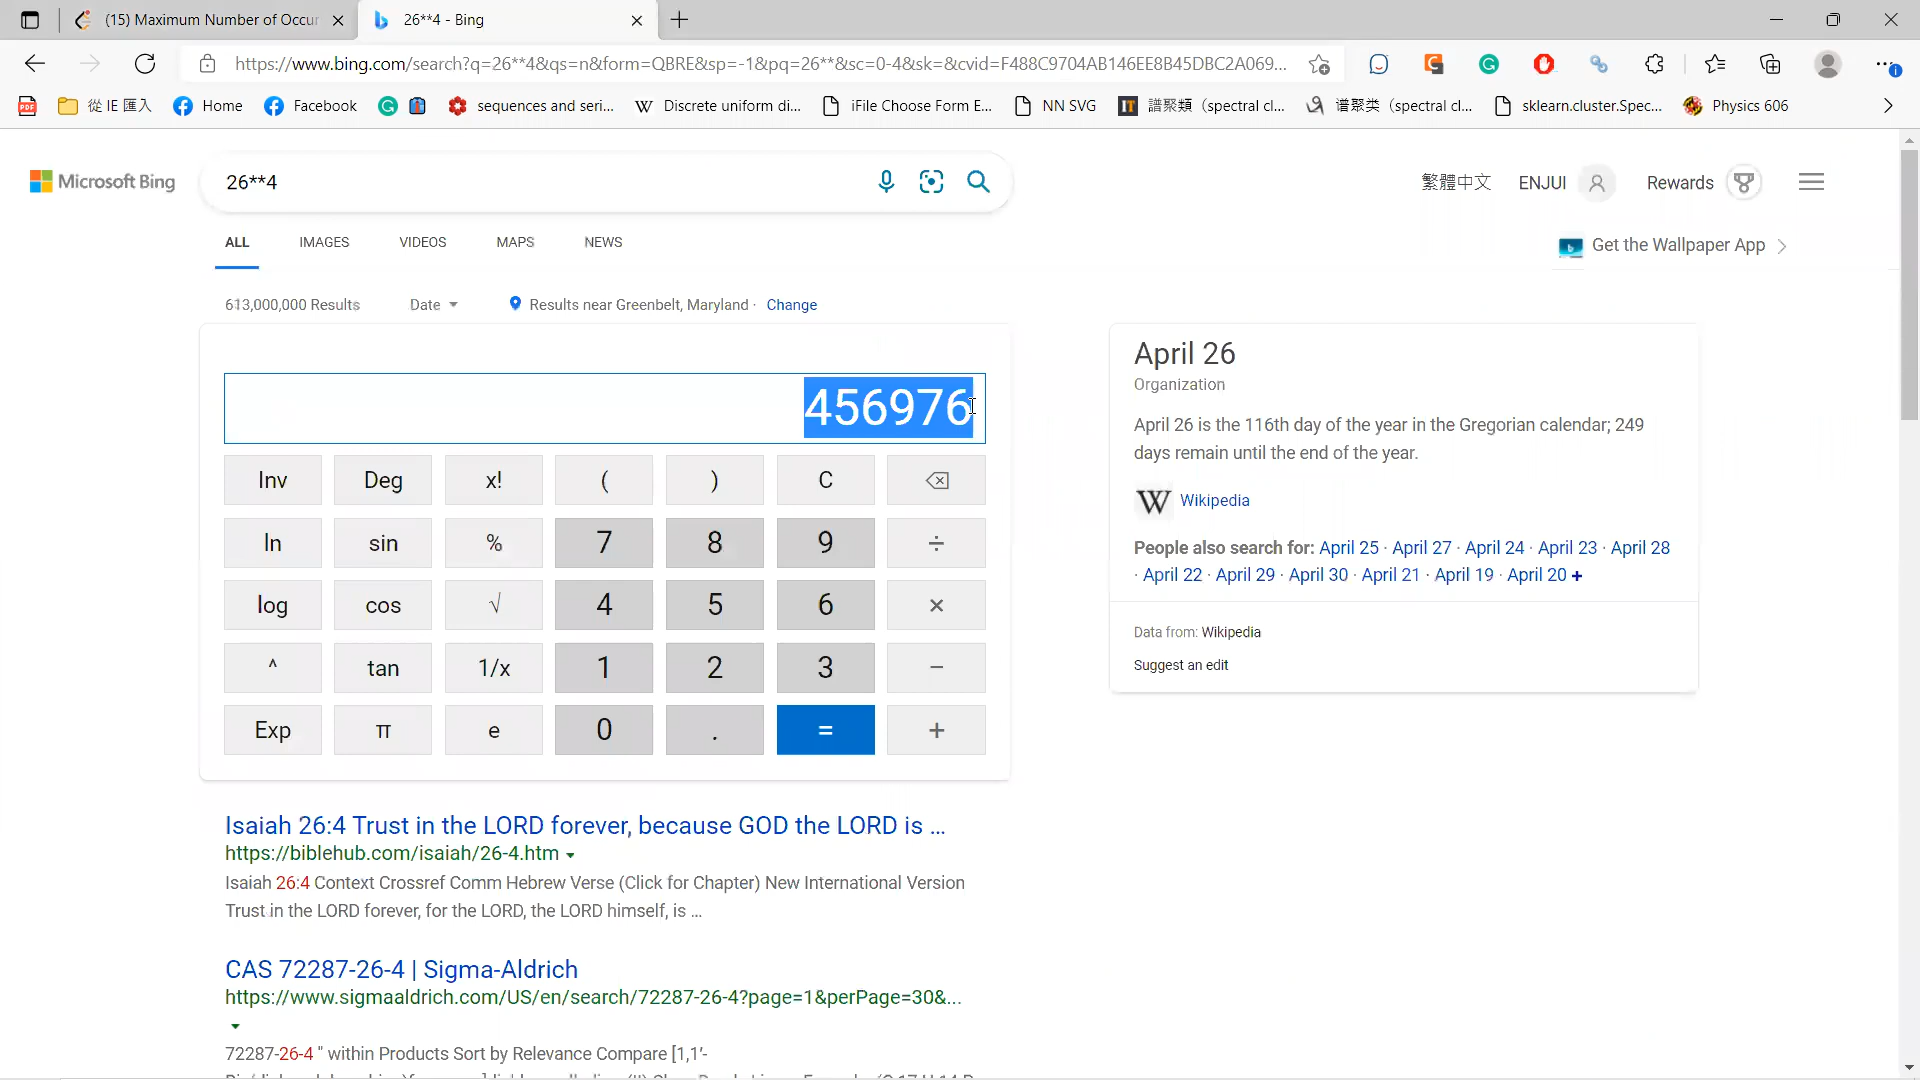 (15) Maximum Number of Occur
26**4 - Bing
https://www.bing.com/search?q=26**4&qs=n&form=QBRE&sp=-1&pq=26**&sc=0-4&sk=&cvid=F488C9704AB146EE8B45DBC2A069...
從 IE 匯入
Home
Facebook
sequences and seri...
Discrete uniform di...
iFile Choose Form E...
NN SVG
譜聚類（spectral cl...
谱聚类（spectral cl...
sklearn.cluster.Spec...
Physics 606
Microsoft Bing
26**4
繁體中文
ENJUI
Rewards
ALL
IMAGES
VIDEOS
MAPS
NEWS
Get the Wallpaper App
613,000,000 Results
Date
Results near Greenbelt, Maryland · Change
456976
Inv Deg x! ( ) C
ln sin % 7 8 9 ÷
log cos √ 4 5 6 ×
^ tan 1/x 1 2 3 −
Exp π e 0 . = +
April 26
Organization
April 26 is the 116th day of the year in the Gregorian calendar; 249
days remain until the end of the year.
Wikipedia
People also search for: April 25 · April 27 · April 24 · April 23 · April 28
· April 22 · April 29 · April 30 · April 21 · April 19 · April 20 +
Data from: Wikipedia
Suggest an edit
Isaiah 26:4 Trust in the LORD forever, because GOD the LORD is ...
https://biblehub.com/isaiah/26-4.htm
Isaiah 26:4 Context Crossref Comm Hebrew Verse (Click for Chapter) New International Version
Trust in the LORD forever, for the LORD, the LORD himself, is ...
CAS 72287-26-4 | Sigma-Aldrich
https://www.sigmaaldrich.com/US/en/search/72287-26-4?page=1&perPage=30&...
72287-26-4 " within Products Sort by Relevance Compare [1,1′-